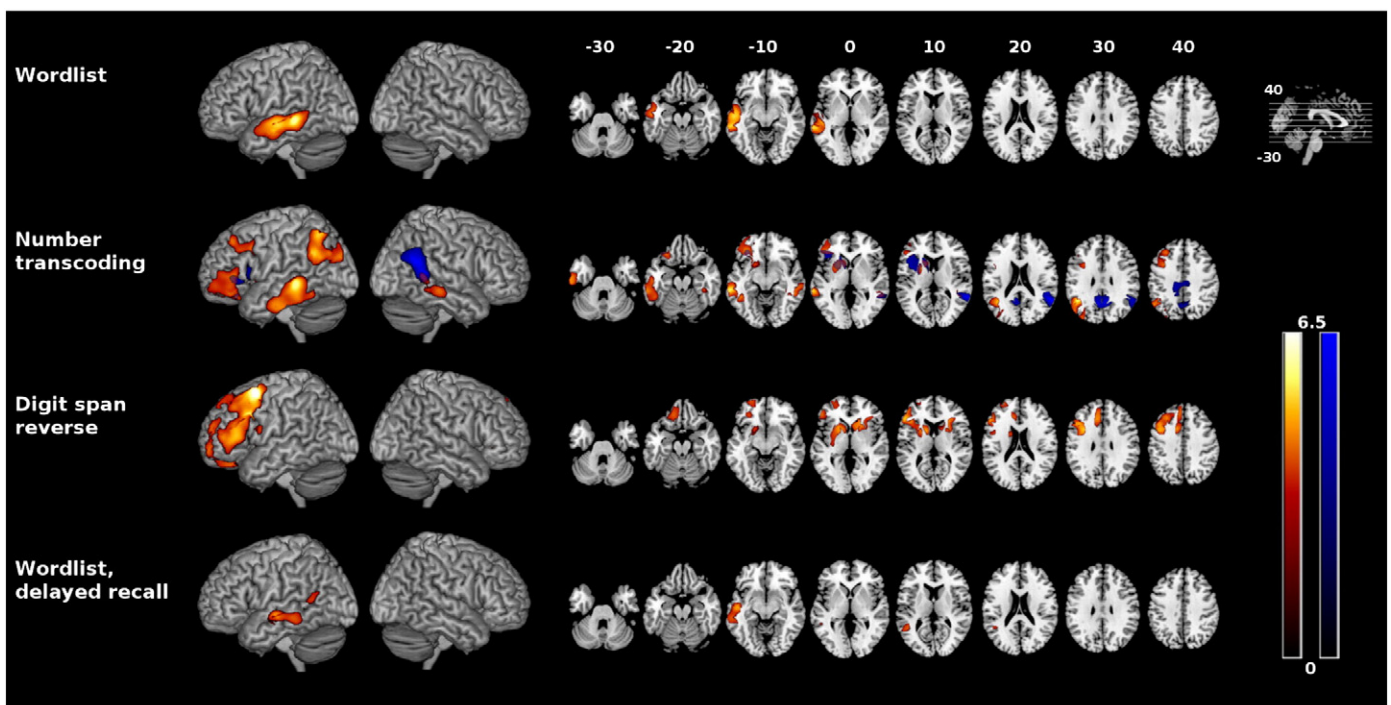 -30 -20 -10 0 10 20 30 40
Wordlist
40
-30
Number
transcoding
6.5
Digit span
reverse
Wordlist,
delayed recall
0